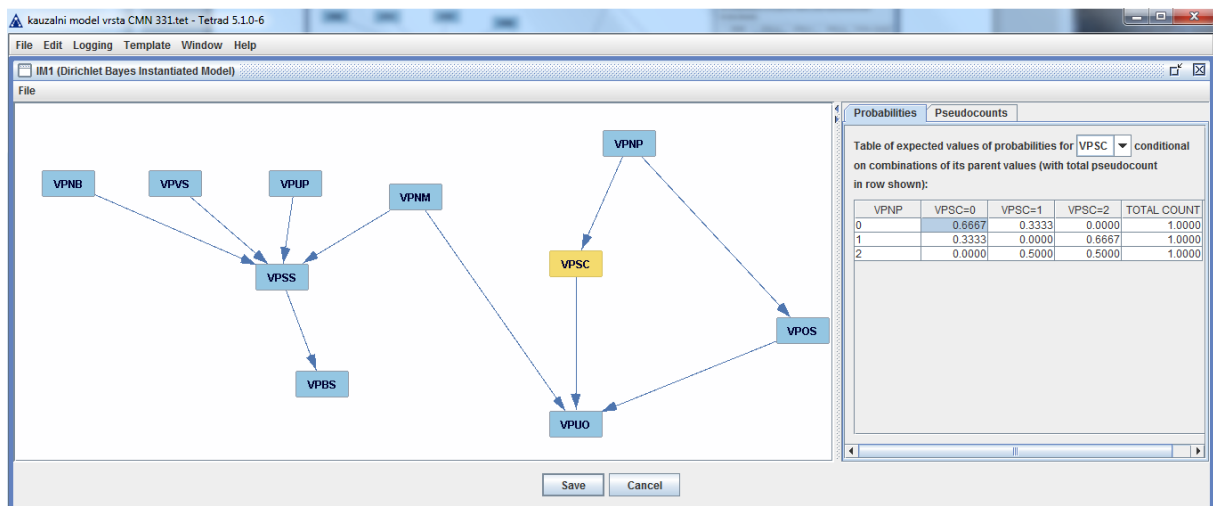 kauzalni model vrsta CMN 331.tet - Tetrad 5.1.0-6
File Edit Logging Template Window Help
IM1 (Dirichlet Bayes Instantiated Model)
File
VPNB
VPVS
VPUP
VPNM
VPNP
VPSS
VPSC
VPOS
VPBS
VPUO
Probabilities Pseudocounts
Table of expected values of probabilities for VPSC conditional
on combinations of its parent values (with total pseudocount
in row shown):
VPNP VPSC=0 VPSC=1 VPSC=2 TOTAL COUNT
0 0.6667 0.3333 0.0000 1.0000
1 0.3333 0.0000 0.6667 1.0000
2 0.0000 0.5000 0.5000 1.0000
Save Cancel